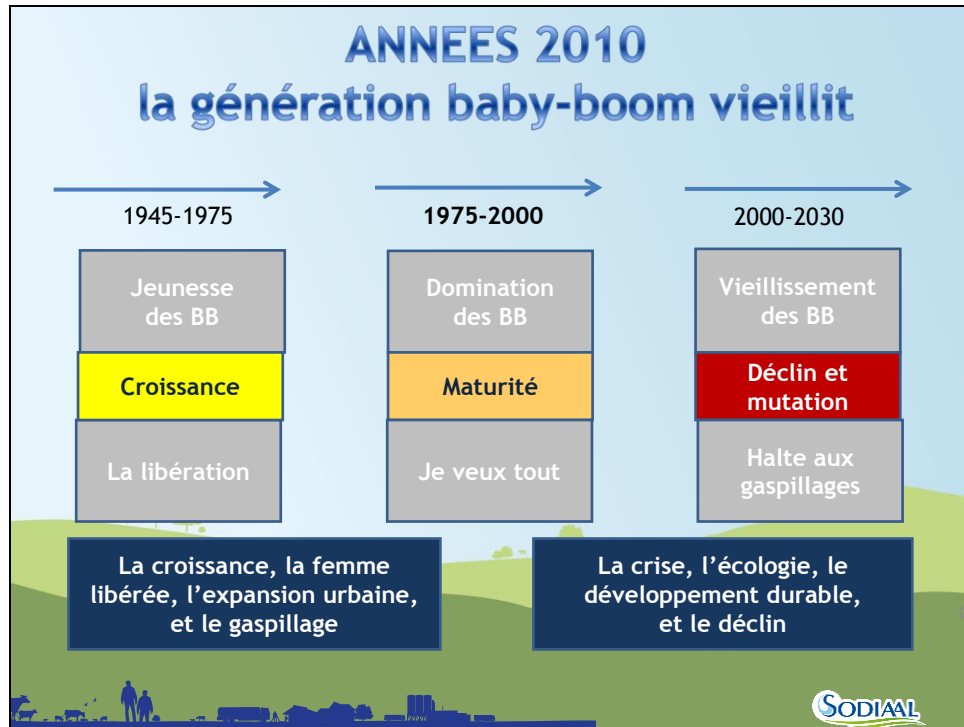 ANNEES 2010
la génération baby-boom vieillit
1945-1975
1975-2000
2000-2030
Jeunesse
des BB
Domination
des BB
Vieillissement
des BB
Croissance
Maturité
Déclin et
mutation
La libération
Je veux tout
Halte aux
gaspillages
La croissance, la femme
libérée, l’expansion urbaine,
et le gaspillage
La crise, l’écologie, le
développement durable,
et le déclin
SODIAAL